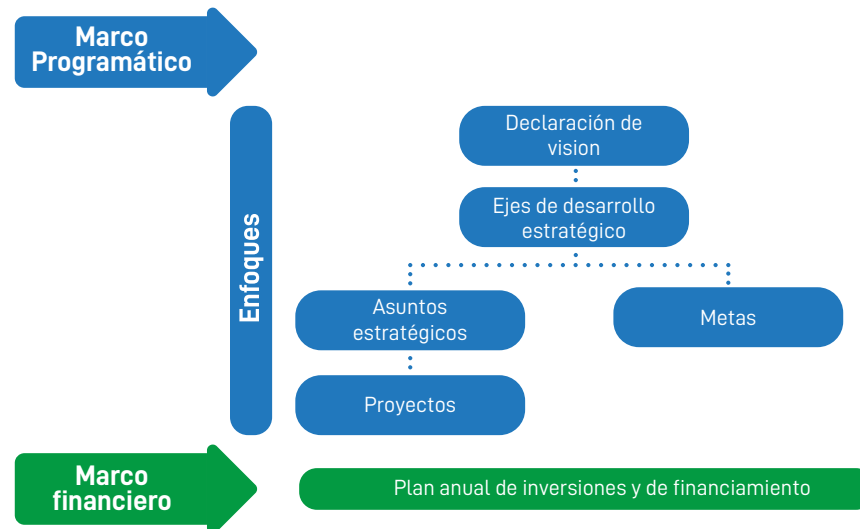 Marco
Programático
Declaración de
vision
Ejes de desarrollo
estratégico
Enfoques
Asuntos
estratégicos
Metas
Proyectos
Marco
financiero
Plan anual de inversiones y de financiamiento